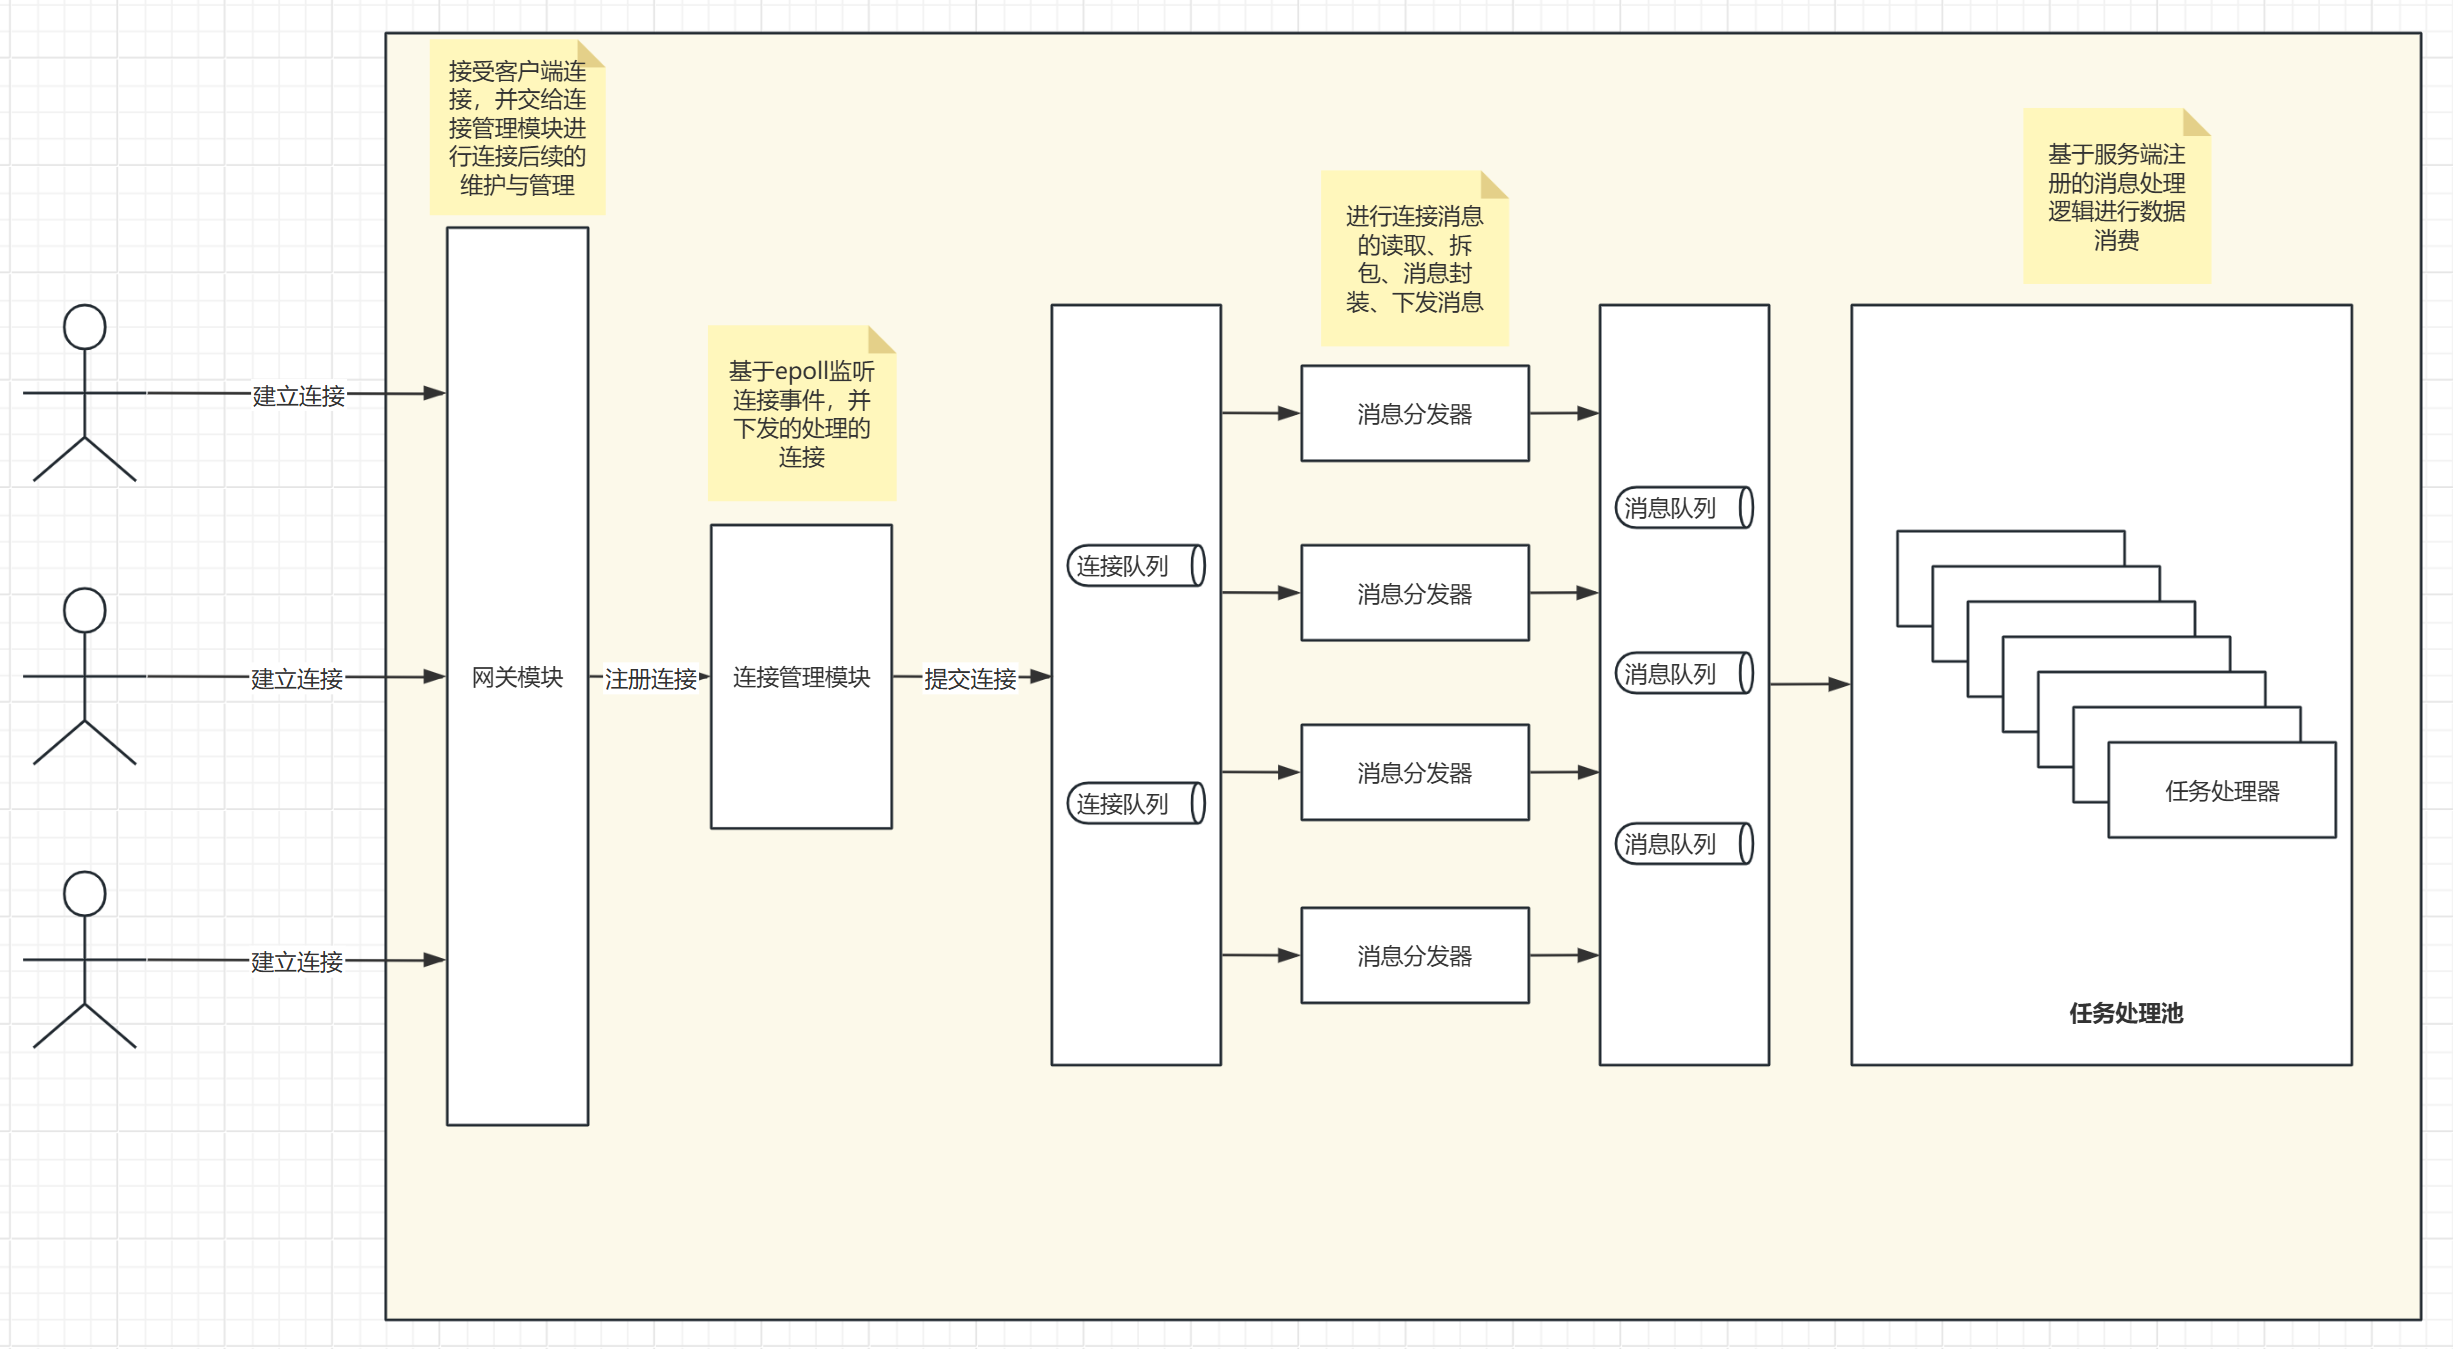 接受客户端连
接，并交给连
接管理模块进
行连接后续的
维护与管理
基于服务端注
册的消息处理
逻辑进行数据
消费
进行连接消息
的读取、拆
包、消息封
装、下发消息
基于epoll监听
连接事件，并
下发的处理的
连接
建立连接
建立连接
建立连接
网关模块
注册连接
连接管理模块
提交连接
连接队列
连接队列
消息分发器
消息分发器
消息分发器
消息分发器
消息队列
消息队列
消息队列
任务处理器
任务处理池